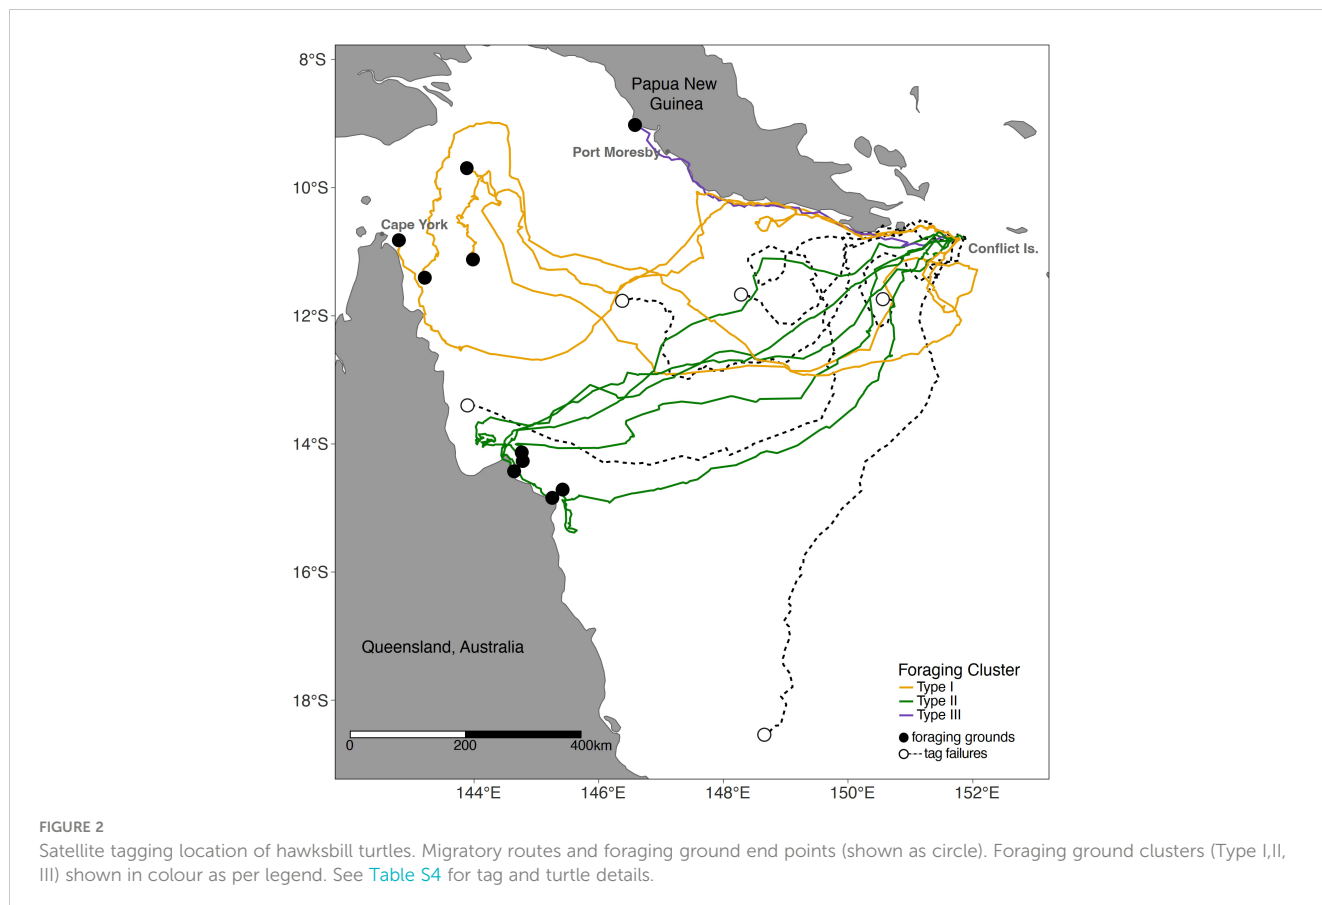 8°S
10°S
12°S
14°S
16°S
18°S
Papua New
Guinea
Port Moresby
Cape York
Conflict Is.
Queensland, Australia
Foraging Cluster
Type I
Type II
Type III
foraging grounds
tag failures
0 200 400km
144°E 146°E 148°E 150°E 152°E
FIGURE 2
Satellite tagging location of hawksbill turtles. Migratory routes and foraging ground end points (shown as circle). Foraging ground clusters (Type I,II,
III) shown in colour as per legend. See Table S4 for tag and turtle details.